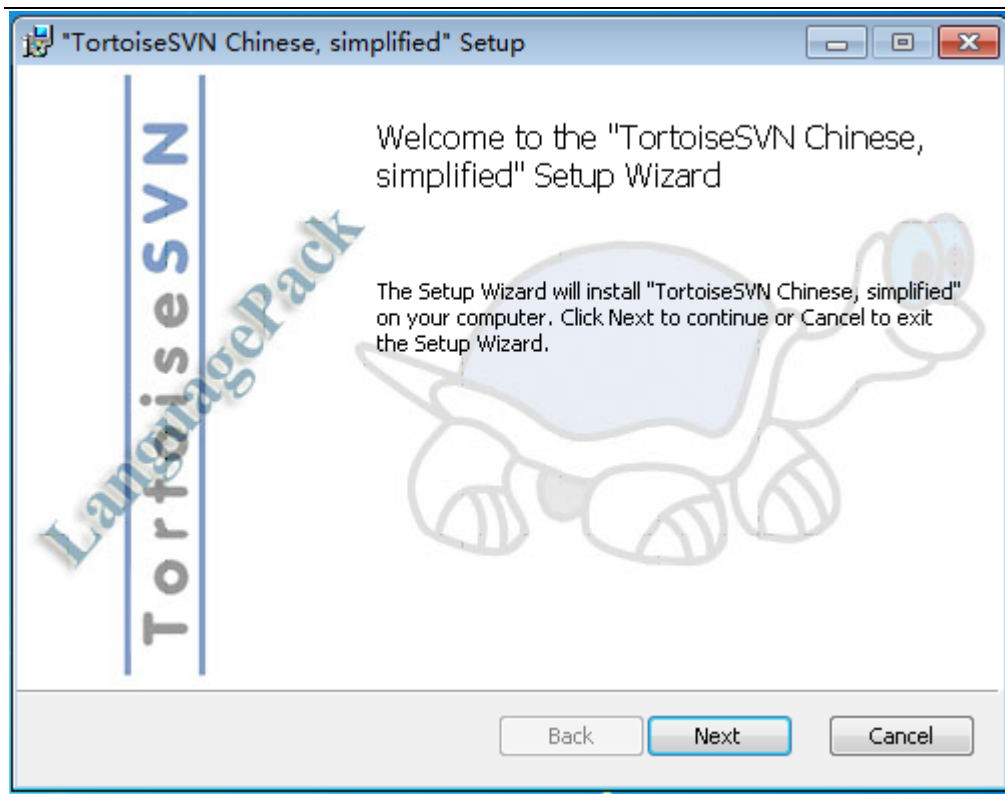 "TortoiseSVN Chinese, simplified" Setup
TortoiseSVN
LanguagePack
Welcome to the "TortoiseSVN Chinese,
simplified" Setup Wizard
The Setup Wizard will install "TortoiseSVN Chinese, simplified"
on your computer. Click Next to continue or Cancel to exit
the Setup Wizard.
Back
Next
Cancel